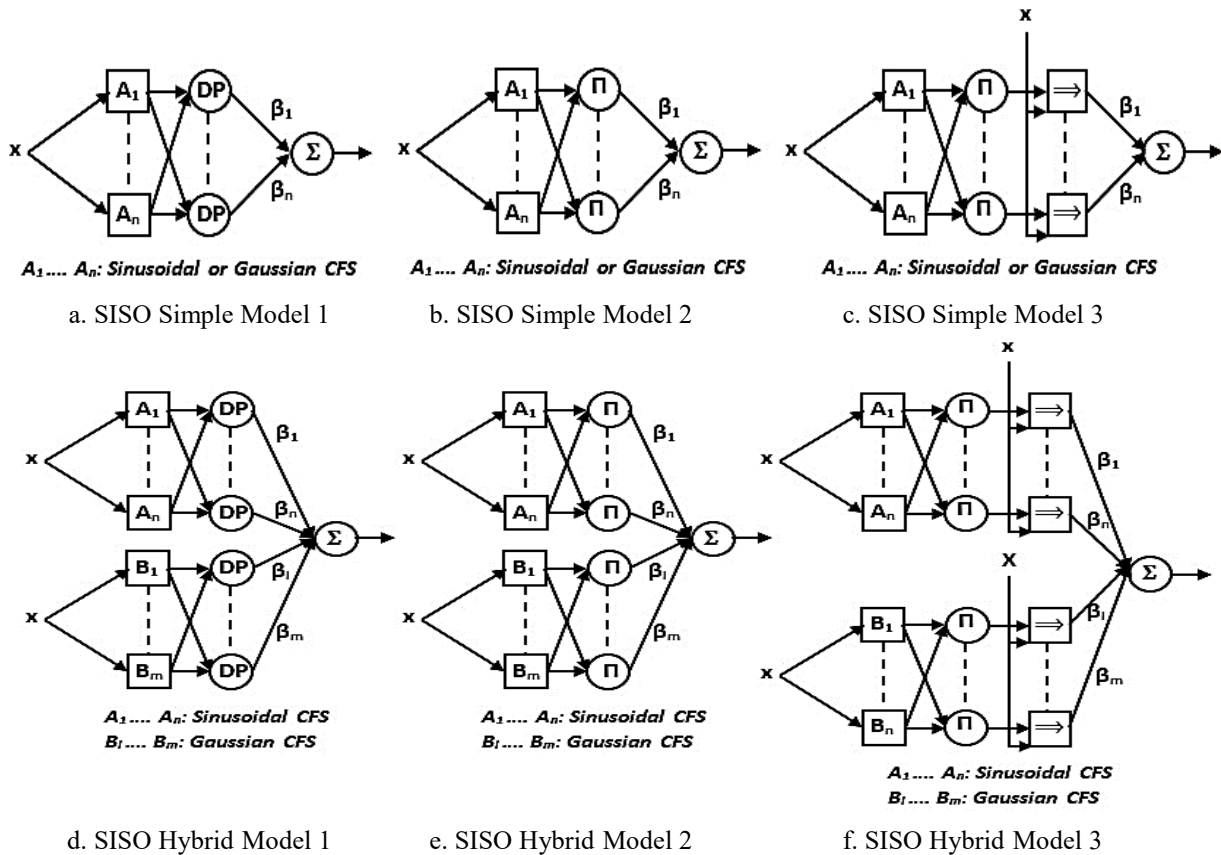 x
A₁ DP β₁
x Σ
Aₙ DP βₙ
A₁.... Aₙ: Sinusoidal or Gaussian CFS
a. SISO Simple Model 1
A₁ Π β₁
x Σ
Aₙ Π βₙ
A₁.... Aₙ: Sinusoidal or Gaussian CFS
b. SISO Simple Model 2
A₁ Π ⇒ β₁
x Σ
Aₙ Π ⇒ βₙ
A₁.... Aₙ: Sinusoidal or Gaussian CFS
c. SISO Simple Model 3
A₁ DP β₁
x
Aₙ DP βₙ
Σ
B₁ DP βₗ
x
Bₘ DP βₘ
A₁.... Aₙ: Sinusoidal CFS
Bₗ.... Bₘ: Gaussian CFS
d. SISO Hybrid Model 1
A₁ Π β₁
x
Aₙ Π βₙ
Σ
B₁ Π βₗ
x
Bₘ Π βₘ
A₁.... Aₙ: Sinusoidal CFS
Bₗ.... Bₘ: Gaussian CFS
e. SISO Hybrid Model 2
x
A₁ Π ⇒ β₁
x
Aₙ Π ⇒ βₙ
X Σ
B₁ Π ⇒ βₗ
x
Bₙ Π ⇒ βₘ
A₁.... Aₙ: Sinusoidal CFS
Bₗ.... Bₘ: Gaussian CFS
f. SISO Hybrid Model 3